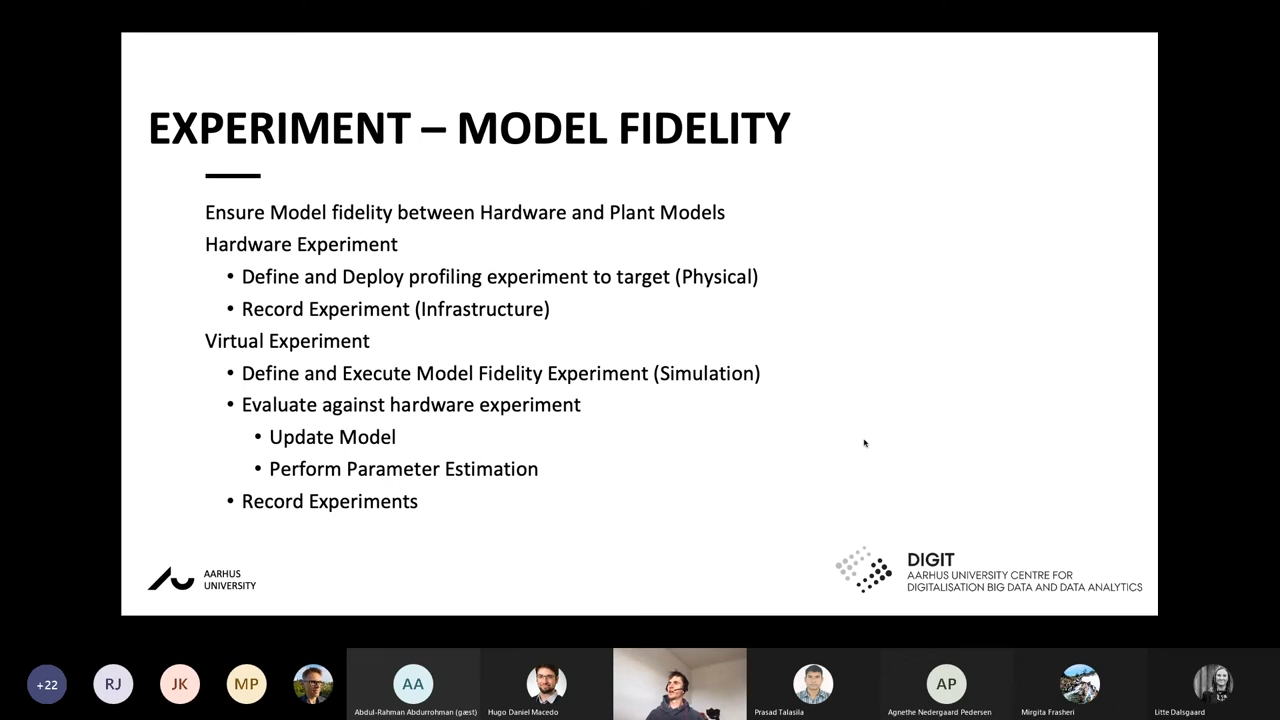 EXPERIMENT – MODEL FIDELITY
Ensure Model fidelity between Hardware and Plant Models
Hardware Experiment
• Define and Deploy profiling experiment to target (Physical)
• Record Experiment (Infrastructure)
Virtual Experiment
• Define and Execute Model Fidelity Experiment (Simulation)
• Evaluate against hardware experiment
• Update Model
• Perform Parameter Estimation
• Record Experiments
AARHUS
UNIVERSITY
DIGIT
AARHUS UNIVERSITY CENTRE FOR
DIGITALISATION BIG DATA AND DATA ANALYTICS
+22
RJ
JK
MP
AA
AP
Abdul-Rahman Abdurrohman (gæst)
Hugo Daniel Macedo
Prasad Talasila
Agnethe Nedergaard Pedersen
Mirgita Frasheri
Litte Dalsgaard